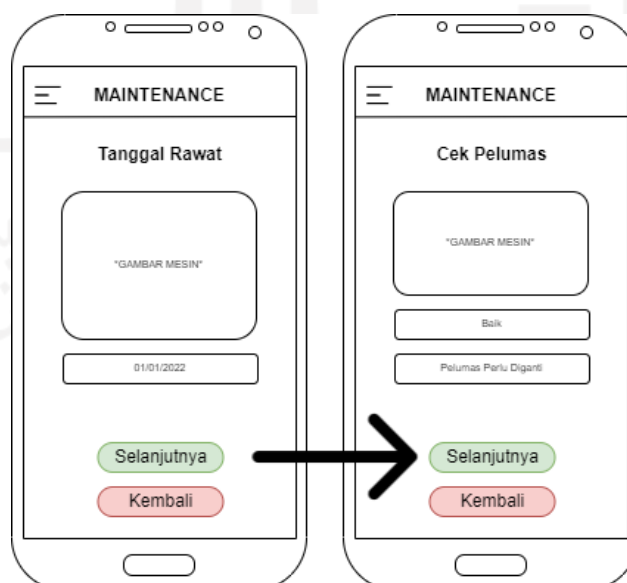 MAINTENANCE
Tanggal Rawat
"GAMBAR MESIN"
01/01/2022
Selanjutnya
Kembali
MAINTENANCE
Cek Pelumas
"GAMBAR MESIN"
Baik
Pelumas Perlu Diganti
Selanjutnya
Kembali